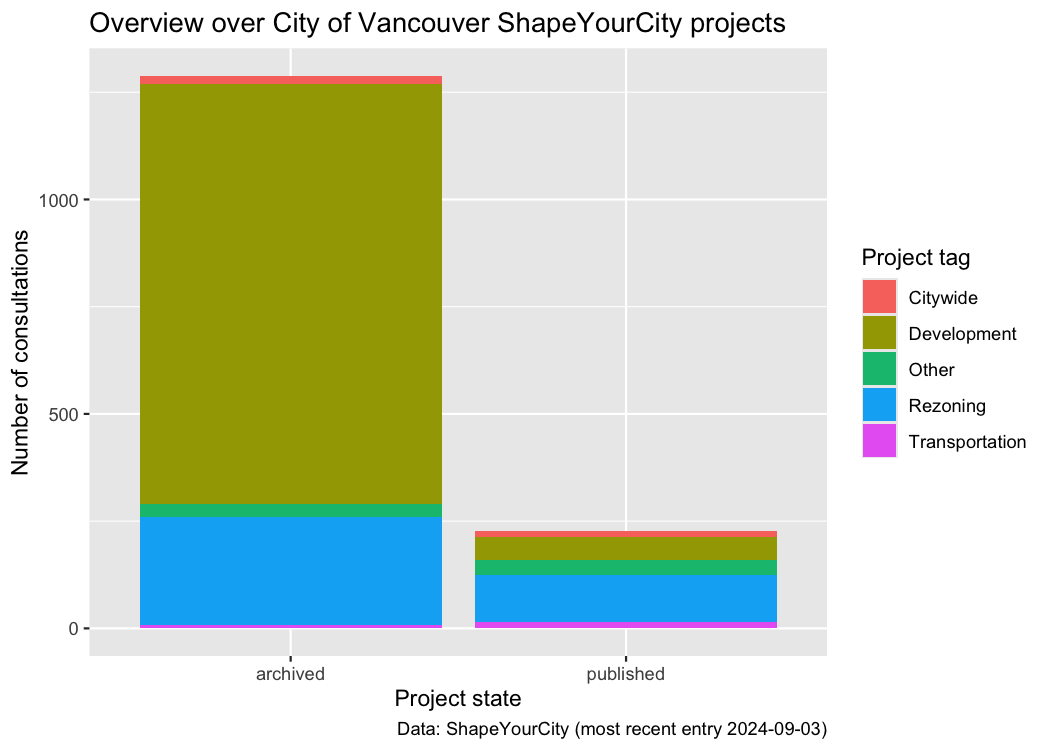 Overview over City of Vancouver ShapeYourCity projects
Number of consultations
1000
500
0
archived
published
Project state
Project tag
Citywide
Development
Other
Rezoning
Transportation
Data: ShapeYourCity (most recent entry 2024-09-03)